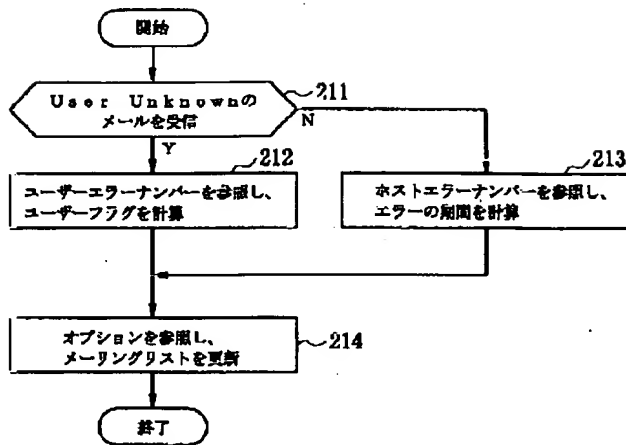 開始
User Unknownの
メールを受信
211
N
Y
212
ユーザーエラーナンバーを参照し、
ユーザーフラグを計算
213
ホストエラーナンバーを参照し、
エラーの期間を計算
オプションを参照し、
メーリングリストを更新
214
終了